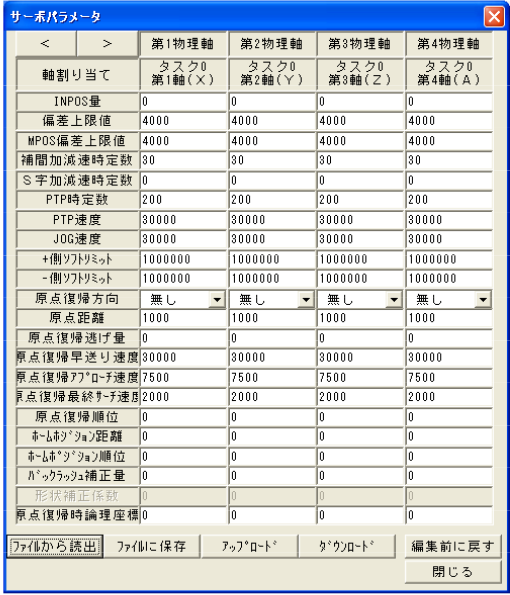 サーボパラメータ
< > 第1物理軸 第2物理軸 第3物理軸 第4物理軸
軸割り当て タスク0 タスク0 タスク0 タスク0
第1軸(X) 第2軸(Y) 第3軸(Z) 第4軸(A)
INPOS量 0 0 0 0
偏差上限値 4000 4000 4000 4000
MPOS偏差上限値 4000 4000 4000 4000
補間加減速時定数 30 30 30 30
S字加減速時定数 0 0 0 0
PTP時定数 200 200 200 200
PTP速度 30000 30000 30000 30000
JOG速度 30000 30000 30000 30000
+側ソフトリミット 1000000 1000000 1000000 1000000
-側ソフトリミット 1000000 1000000 1000000 1000000
原点復帰方向 無し 無し 無し 無し
原点距離 1000 1000 1000 1000
原点復帰逃げ量 0 0 0 0
原点復帰早送り速度 30000 30000 30000 30000
原点復帰アプローチ速度 7500 7500 7500 7500
原点復帰最終サーチ速度 2000 2000 2000 2000
原点復帰順位 0 0 0 0
ホームポジション距離 0 0 0 0
ホームポジション順位 0 0 0 0
バックラッシュ補正量 0 0 0 0
形状補正係数 0 0 0 0
原点復帰時論理座標 0 0 0 0
ファイルから読出 ファイルに保存 アップロード ダウンロード 編集前に戻す
閉じる